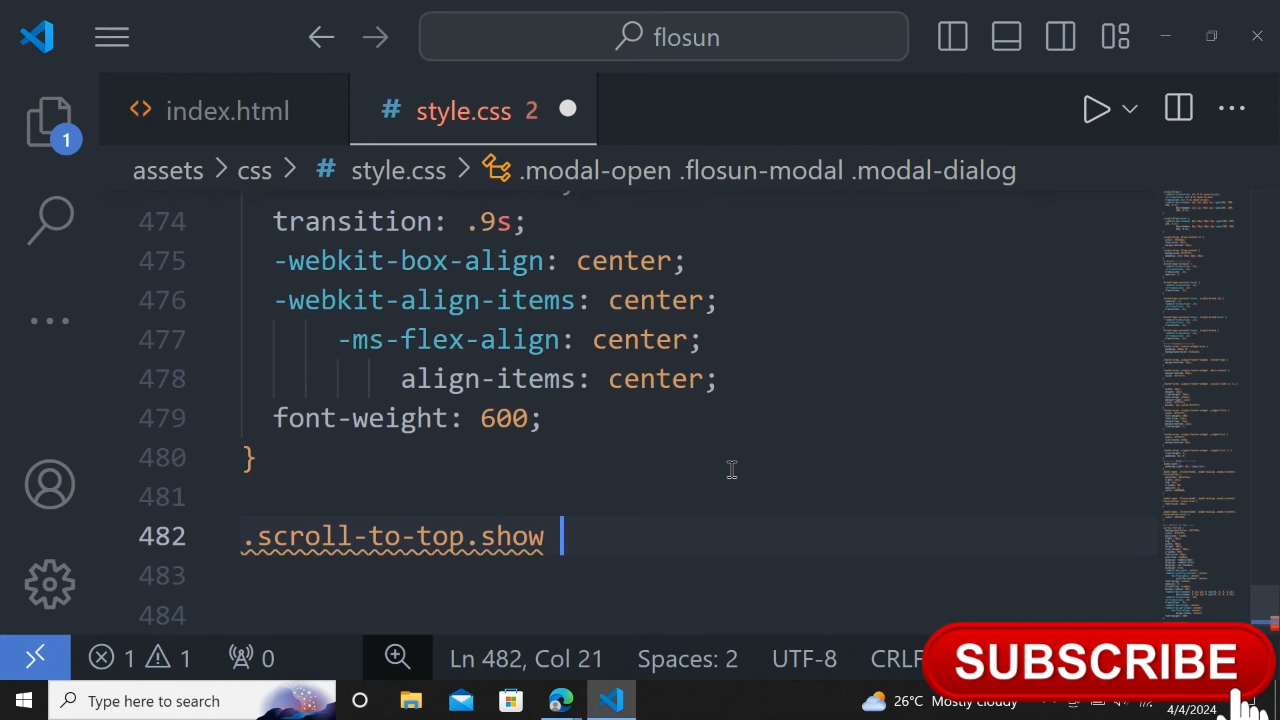 flosun
index.html
style.css 2
1
assets > css > # style.css > .modal-open .flosun-modal .modal-dialog
474 transition: .9s;
475 -webkit-box-align: center;
476 -webkit-align-items: center;
477 -ms-flex-align: center;
478 align-items: center;
479 font-weight: 600;
480 }
481
482 .scroll-to-top.show
483
484
1 1 0 Ln 482, Col 21 Spaces: 2 UTF-8 CRLF
SUBSCRIBE
Type here to search
26°C Mostly cloudy
4/4/2024